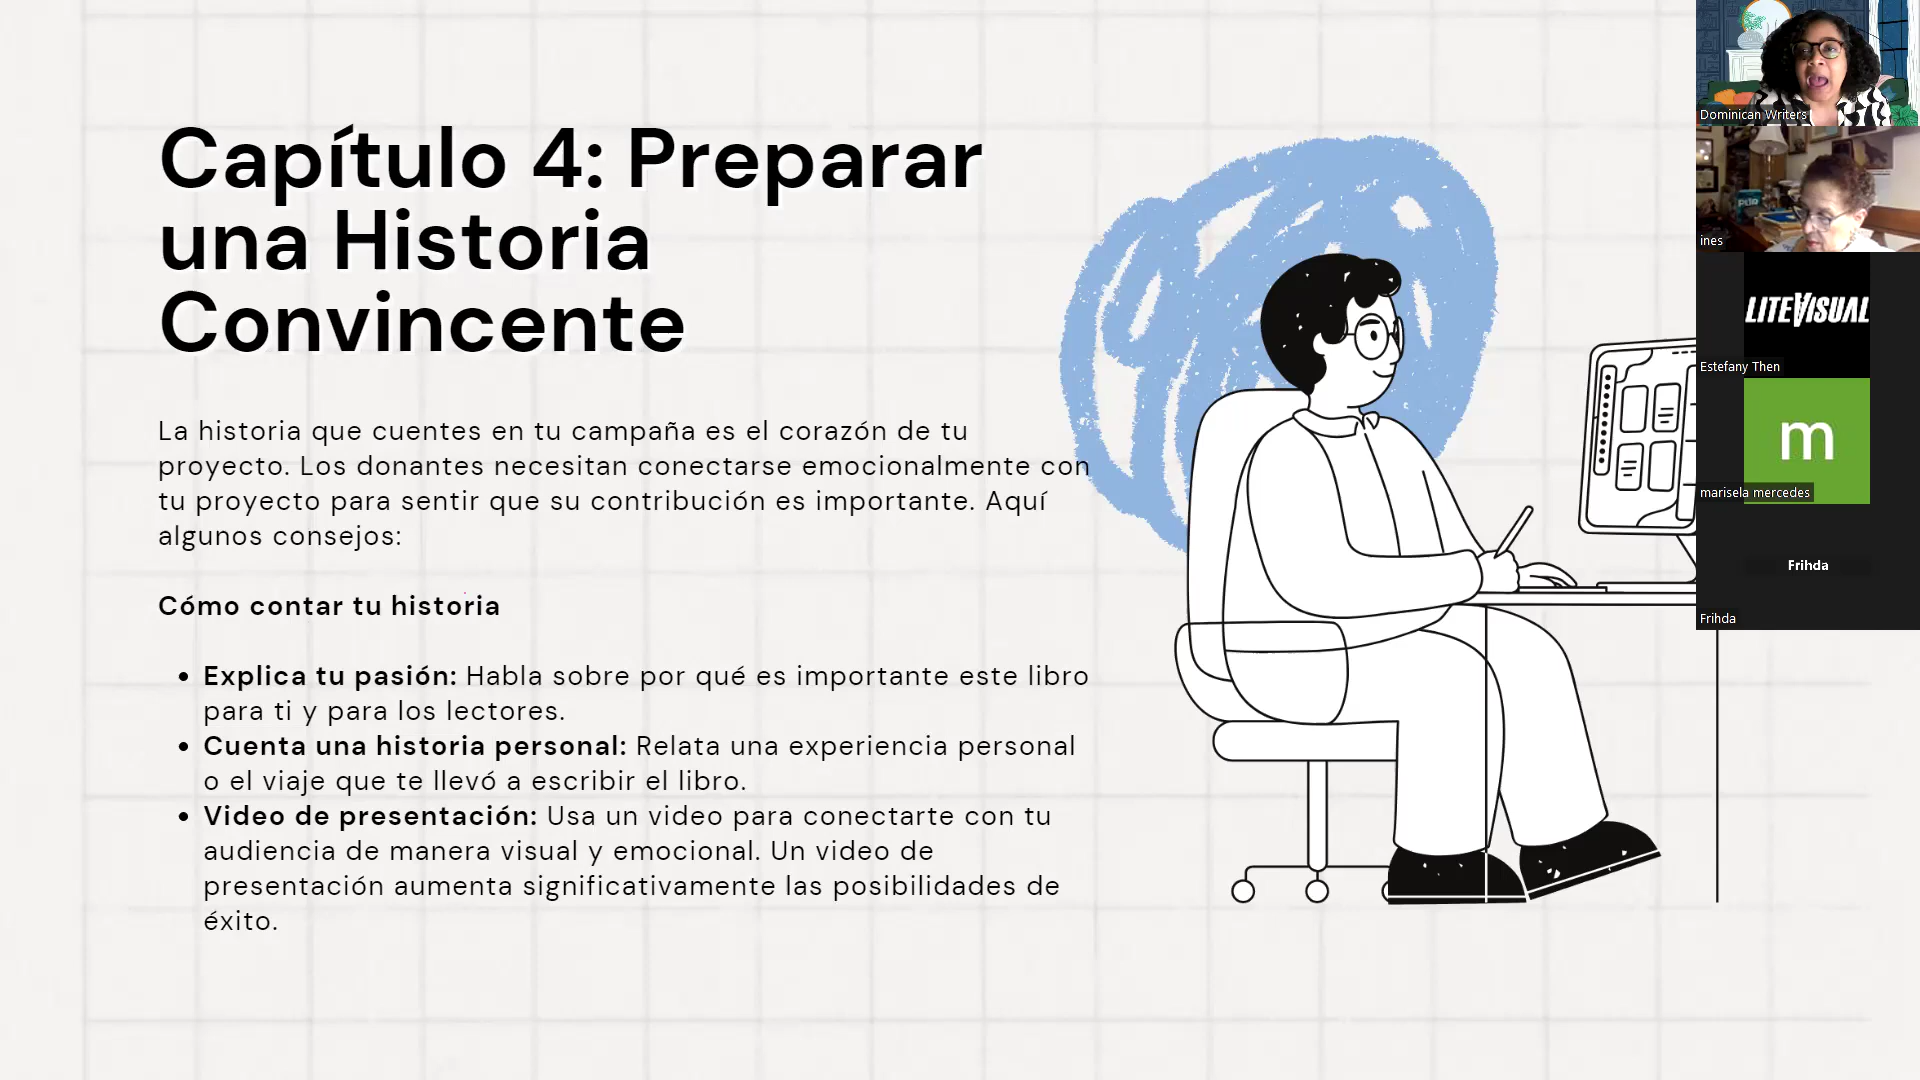 Capítulo 4: Preparar
una Historia
Convincente
La historia que cuentes en tu campaña es el corazón de tu
proyecto. Los donantes necesitan conectarse emocionalmente con
tu proyecto para sentir que su contribución es importante. Aquí
algunos consejos:
Cómo contar tu historia
• Explica tu pasión: Habla sobre por qué es importante este libro
para ti y para los lectores.
• Cuenta una historia personal: Relata una experiencia personal
o el viaje que te llevó a escribir el libro.
• Video de presentación: Usa un video para conectarte con tu
audiencia de manera visual y emocional. Un video de
presentación aumenta significativamente las posibilidades de
éxito.
Dominican Writers
ines
LITEVISUAL
Estefany Then
m
marisela mercedes
Frihda
Frihda